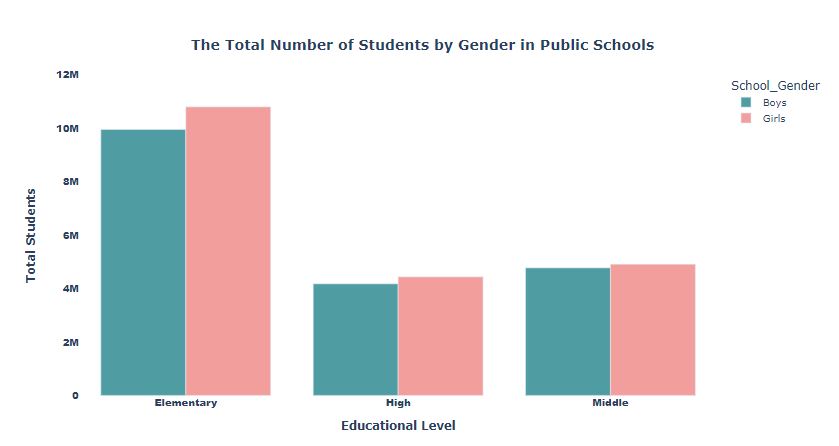 The Total Number of Students by Gender in Public Schools
12M
10M
8M
6M
4M
2M
0
Total Students
Elementary
High
Middle
Educational Level
School_Gender
Boys
Girls